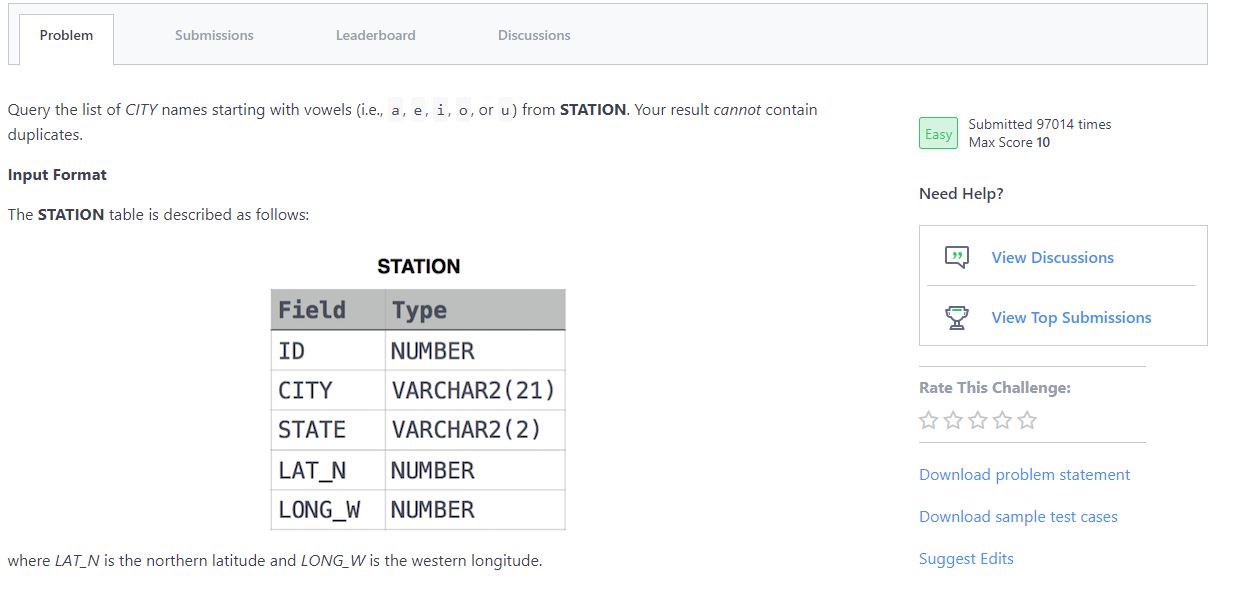 Problem Submissions Leaderboard Discussions
Query the list of CITY names starting with vowels (i.e., a, e, i, o, or u) from STATION. Your result cannot contain
duplicates.
Input Format
The STATION table is described as follows:
STATION
Field Type
ID NUMBER
CITY VARCHAR2(21)
STATE VARCHAR2(2)
LAT_N NUMBER
LONG_W NUMBER
where LAT_N is the northern latitude and LONG_W is the western longitude.
Easy
Submitted 97014 times
Max Score 10
Need Help?
View Discussions
View Top Submissions
Rate This Challenge:
Download problem statement
Download sample test cases
Suggest Edits